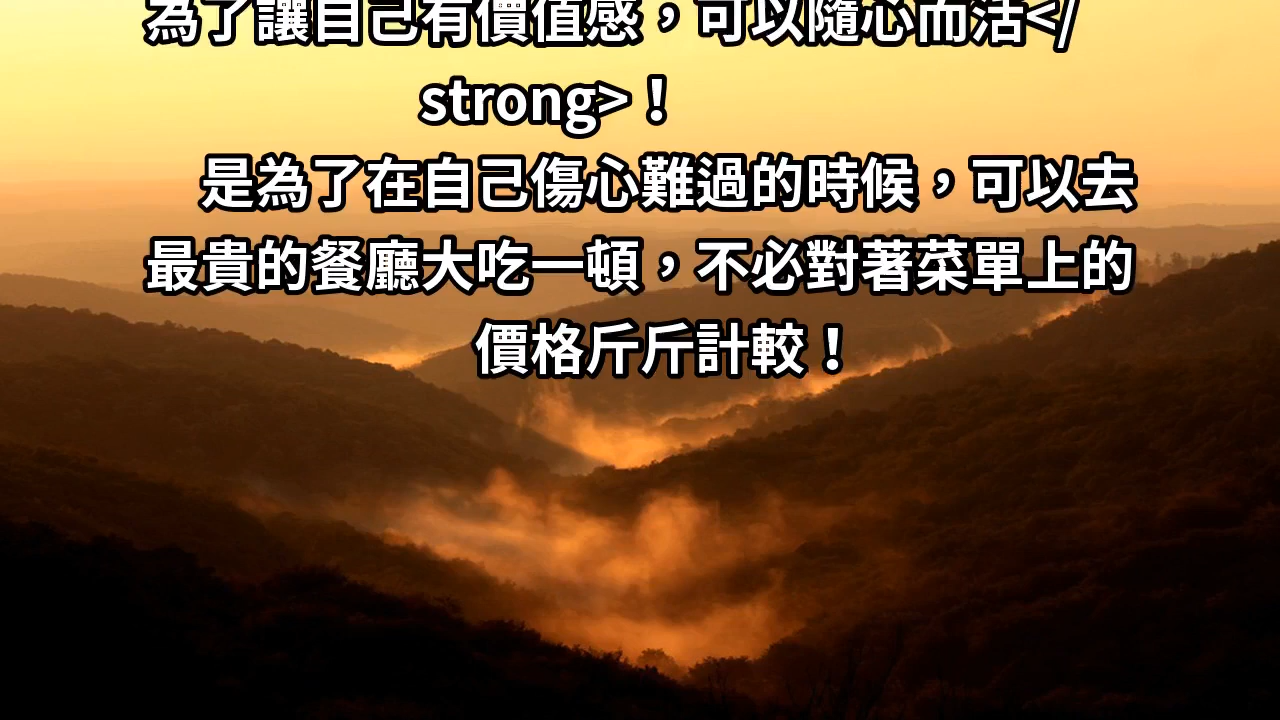 為了讓自己有價值感，可以隨心而活</
strong>！
是為了在自己傷心難過的時候，可以去
最貴的餐廳大吃一頓，不必對著菜單上的
價格斤斤計較！